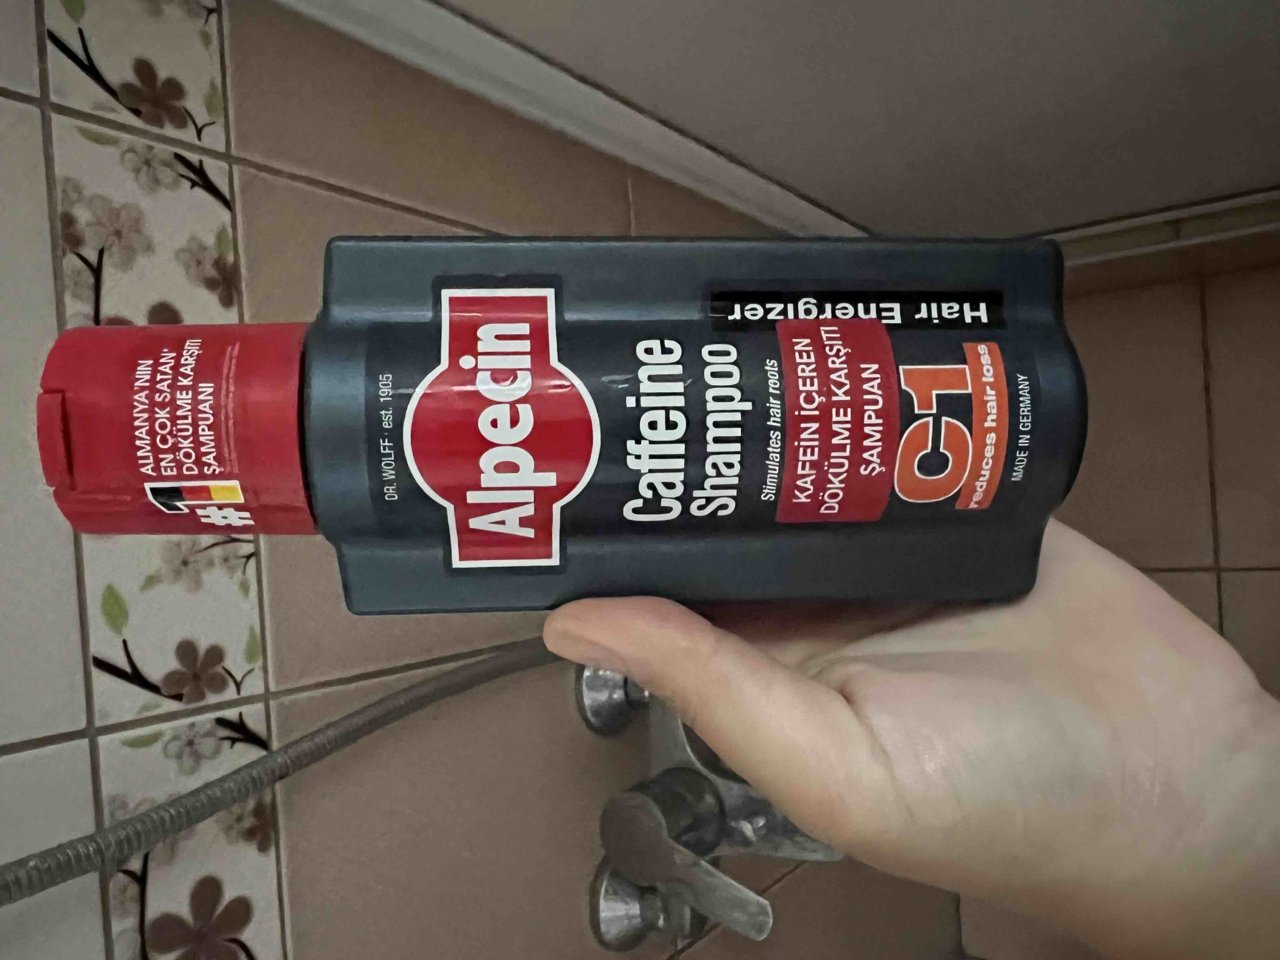 #1
ALMANYA'NIN
EN ÇOK SATAN*
DÖKÜLME KARŞITI
ŞAMPUANI
DR. WOLFF · est. 1905
Alpecin
Caffeine
Shampoo
Stimulates hair roots
Hair Energizer
KAFEİN İÇEREN
DÖKÜLME KARŞITI
ŞAMPUAN
C1
reduces hair loss
MADE IN GERMANY